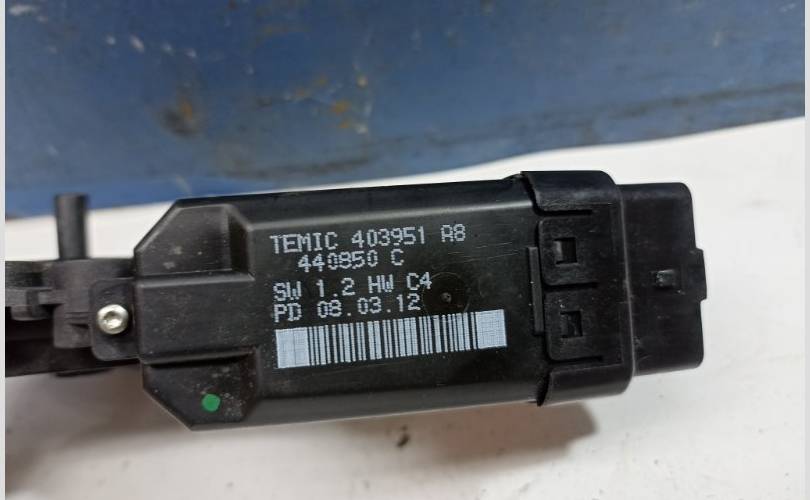 TEMIC 403951 A8
440850 C
SW 1.2 HW C4
PD 08.03.12